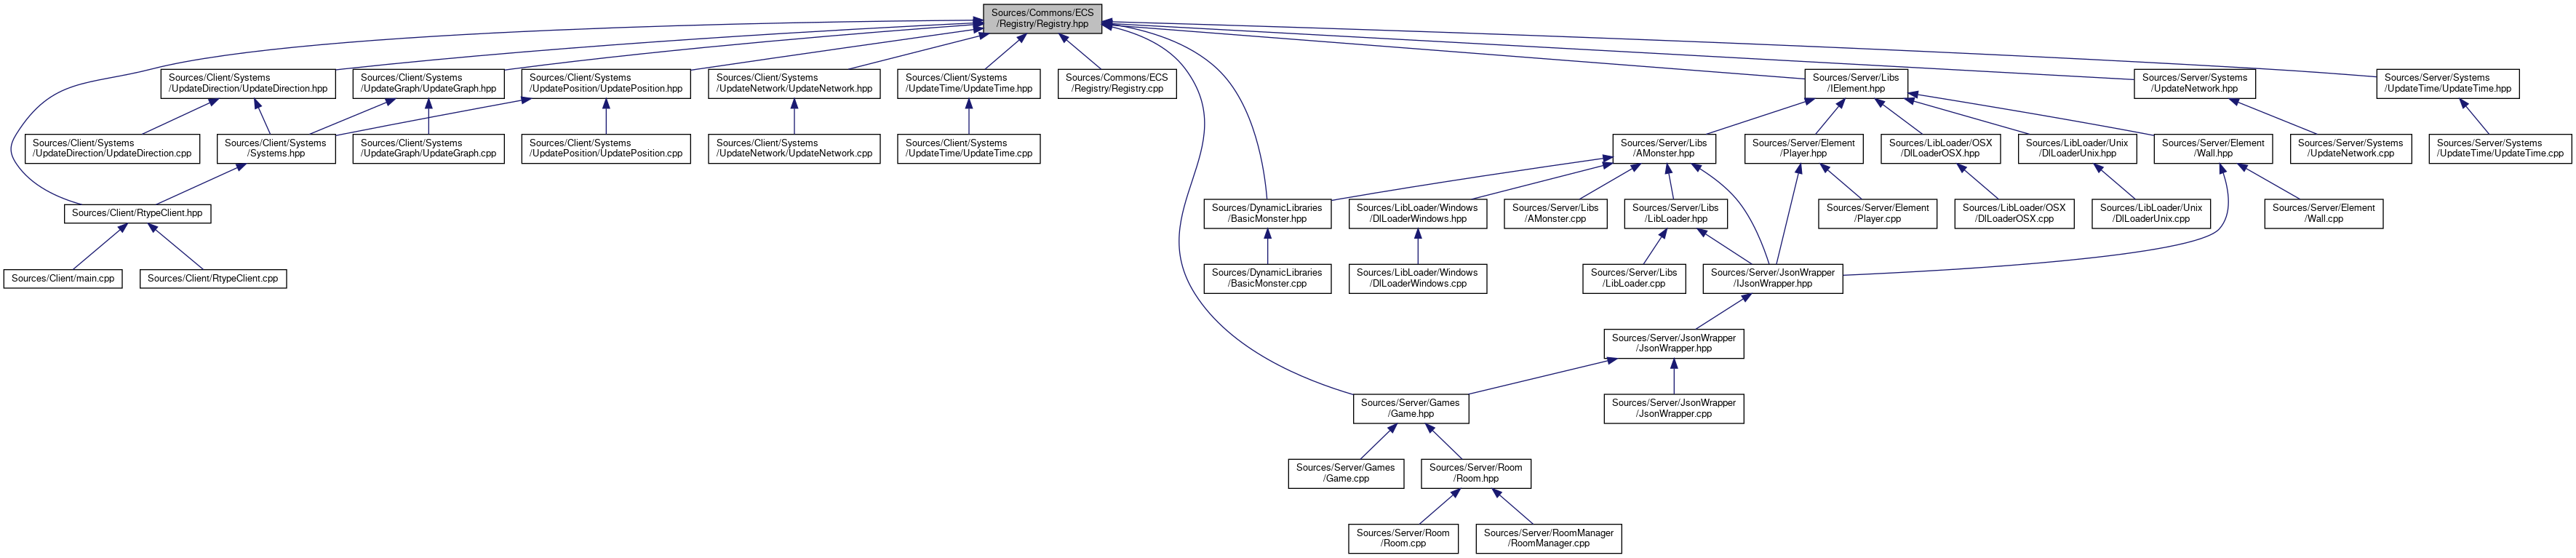 Sources/Commons/ECS
/Registry/Registry.hpp
Sources/Client/Systems
/UpdateDirection/UpdateDirection.hpp
Sources/Client/Systems
/UpdateGraph/UpdateGraph.hpp
Sources/Client/Systems
/UpdatePosition/UpdatePosition.hpp
Sources/Client/Systems
/UpdateNetwork/UpdateNetwork.hpp
Sources/Client/Systems
/UpdateTime/UpdateTime.hpp
Sources/Commons/ECS
/Registry/Registry.cpp
Sources/Server/Libs
/IElement.hpp
Sources/Server/Systems
/UpdateNetwork.hpp
Sources/Server/Systems
/UpdateTime/UpdateTime.hpp
Sources/Client/Systems
/UpdateDirection/UpdateDirection.cpp
Sources/Client/Systems
/Systems.hpp
Sources/Client/Systems
/UpdateGraph/UpdateGraph.cpp
Sources/Client/Systems
/UpdatePosition/UpdatePosition.cpp
Sources/Client/Systems
/UpdateNetwork/UpdateNetwork.cpp
Sources/Client/Systems
/UpdateTime/UpdateTime.cpp
Sources/Server/Libs
/AMonster.hpp
Sources/Server/Element
/Player.hpp
Sources/LibLoader/OSX
/DlLoaderOSX.hpp
Sources/LibLoader/Unix
/DlLoaderUnix.hpp
Sources/Server/Element
/Wall.hpp
Sources/Server/Systems
/UpdateNetwork.cpp
Sources/Server/Systems
/UpdateTime/UpdateTime.cpp
Sources/Client/RtypeClient.hpp
Sources/DynamicLibraries
/BasicMonster.hpp
Sources/LibLoader/Windows
/DlLoaderWindows.hpp
Sources/Server/Libs
/AMonster.cpp
Sources/Server/Libs
/LibLoader.hpp
Sources/Server/Element
/Player.cpp
Sources/LibLoader/OSX
/DlLoaderOSX.cpp
Sources/LibLoader/Unix
/DlLoaderUnix.cpp
Sources/Server/Element
/Wall.cpp
Sources/Client/main.cpp
Sources/Client/RtypeClient.cpp
Sources/DynamicLibraries
/BasicMonster.cpp
Sources/LibLoader/Windows
/DlLoaderWindows.cpp
Sources/Server/Libs
/LibLoader.cpp
Sources/Server/JsonWrapper
/IJsonWrapper.hpp
Sources/Server/JsonWrapper
/JsonWrapper.hpp
Sources/Server/Games
/Game.hpp
Sources/Server/JsonWrapper
/JsonWrapper.cpp
Sources/Server/Games
/Game.cpp
Sources/Server/Room
/Room.hpp
Sources/Server/Room
/Room.cpp
Sources/Server/RoomManager
/RoomManager.cpp